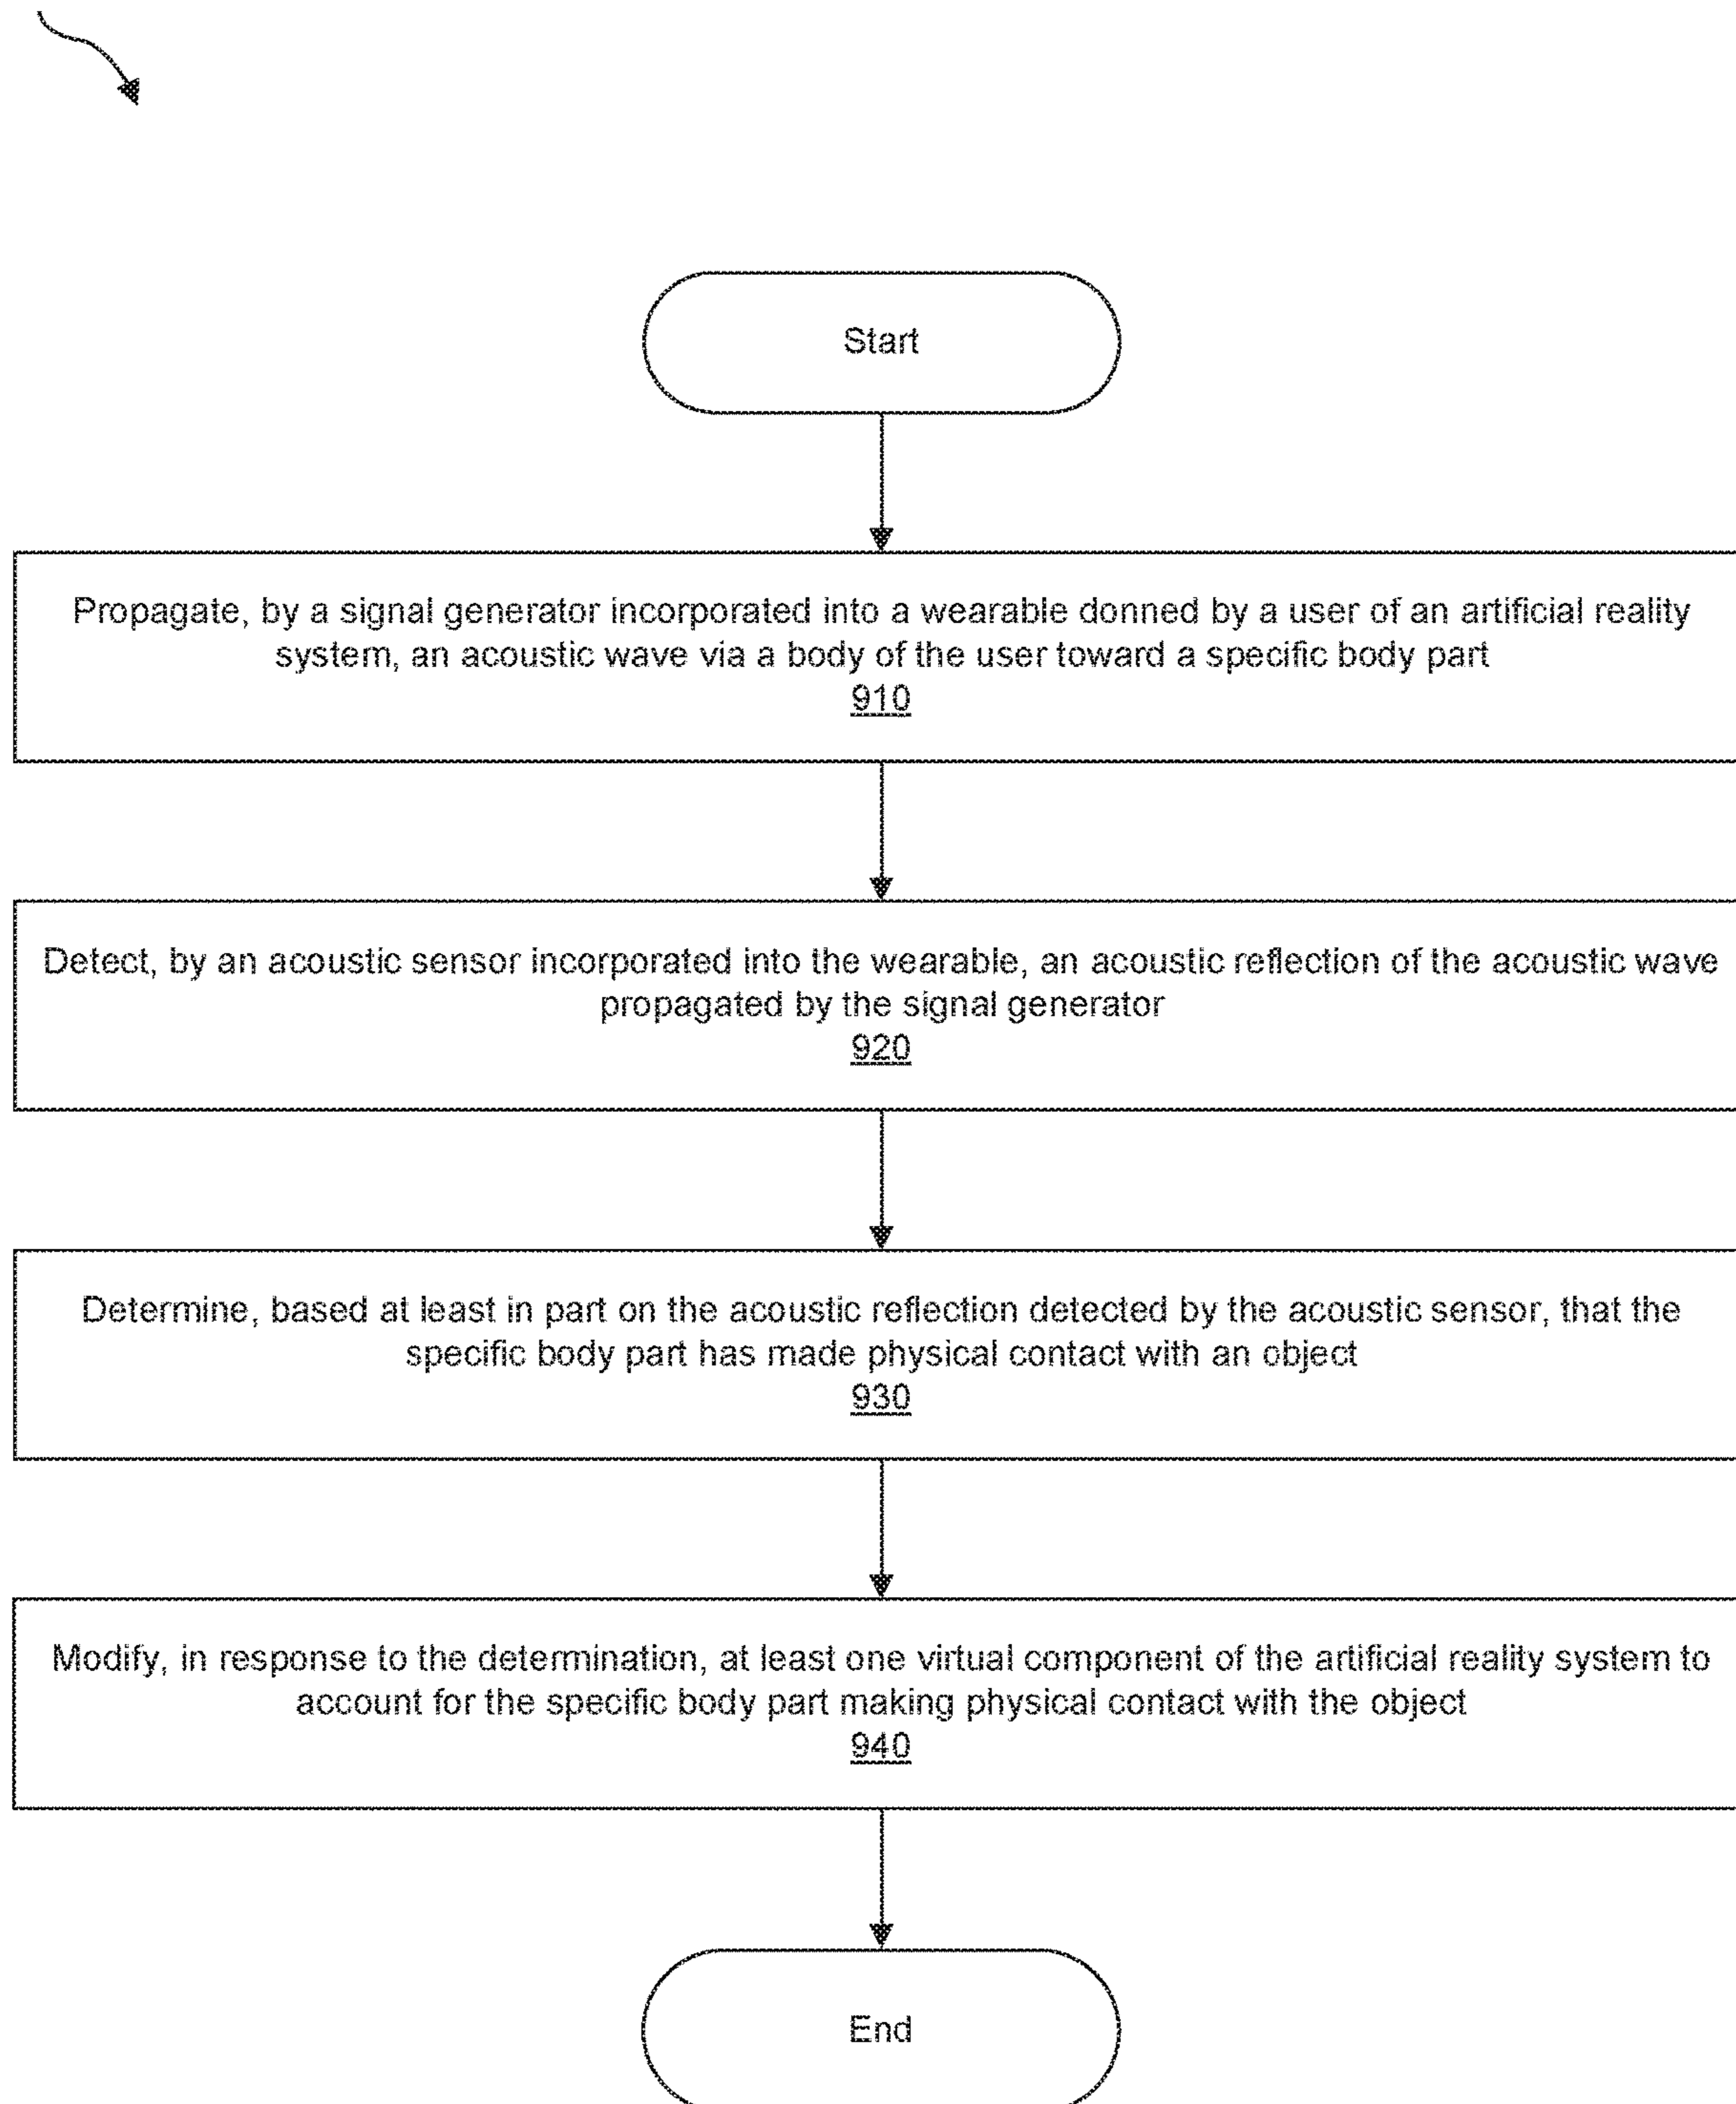 Start
Propagate, by a signal generator incorporated into a wearable donned by a user of an artificial reality
system, an acoustic wave via a body of the user toward a specific body part
910
Detect, by an acoustic sensor incorporated into the wearable, an acoustic reflection of the acoustic wave
propagated by the signal generator
920
Determine, based at least in part on the acoustic reflection detected by the acoustic sensor, that the
specific body part has made physical contact with an object
930
Modify, in response to the determination, at least one virtual component of the artificial reality system to
account for the specific body part making physical contact with the object
940
End